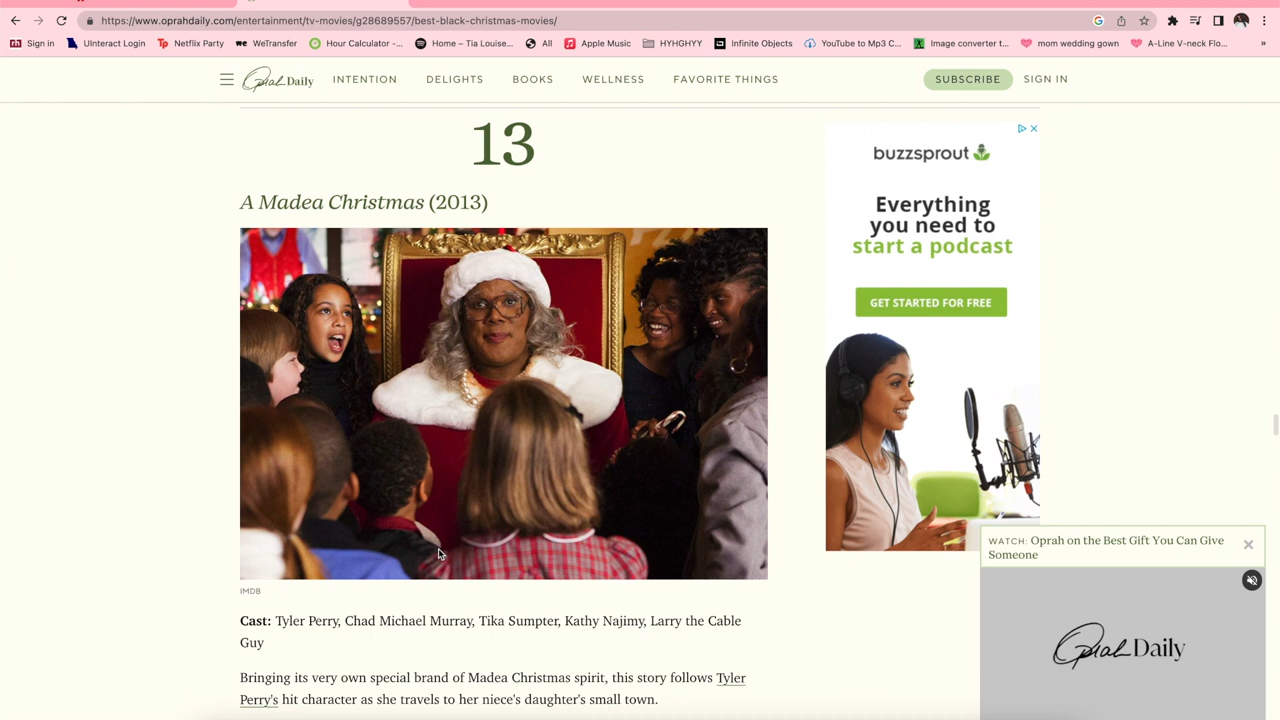 https://www.oprahdaily.com/entertainment/tv-movies/g28689557/best-black-christmas-movies/
Sign in
UInteract Login
Netflix Party
WeTransfer
Hour Calculator -...
Home – Tia Louise...
All
Apple Music
HYHGHYY
Infinite Objects
YouTube to Mp3 C...
Image converter t...
mom wedding gown
A-Line V-neck Flo...
»
Oprah Daily
INTENTION
DELIGHTS
BOOKS
WELLNESS
FAVORITE THINGS
SUBSCRIBE
SIGN IN
13
A Madea Christmas (2013)
IMDB
Cast: Tyler Perry, Chad Michael Murray, Tika Sumpter, Kathy Najimy, Larry the Cable
Guy
Bringing its very own special brand of Madea Christmas spirit, this story follows Tyler
Perry's hit character as she travels to her niece's daughter's small town.
buzzsprout
Everything
you need to
start a podcast
GET STARTED FOR FREE
WATCH: Oprah on the Best Gift You Can Give
Someone
Oprah Daily